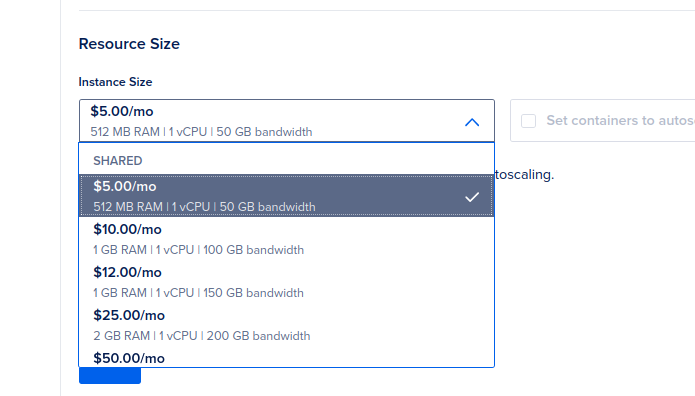 Resource Size
Instance Size
$5.00/mo
512 MB RAM | 1 vCPU | 50 GB bandwidth
Set containers to autos
SHARED
toscaling.
$5.00/mo
512 MB RAM | 1 vCPU | 50 GB bandwidth
$10.00/mo
1 GB RAM | 1 vCPU | 100 GB bandwidth
$12.00/mo
1 GB RAM | 1 vCPU | 150 GB bandwidth
$25.00/mo
2 GB RAM | 1 vCPU | 200 GB bandwidth
$50.00/mo